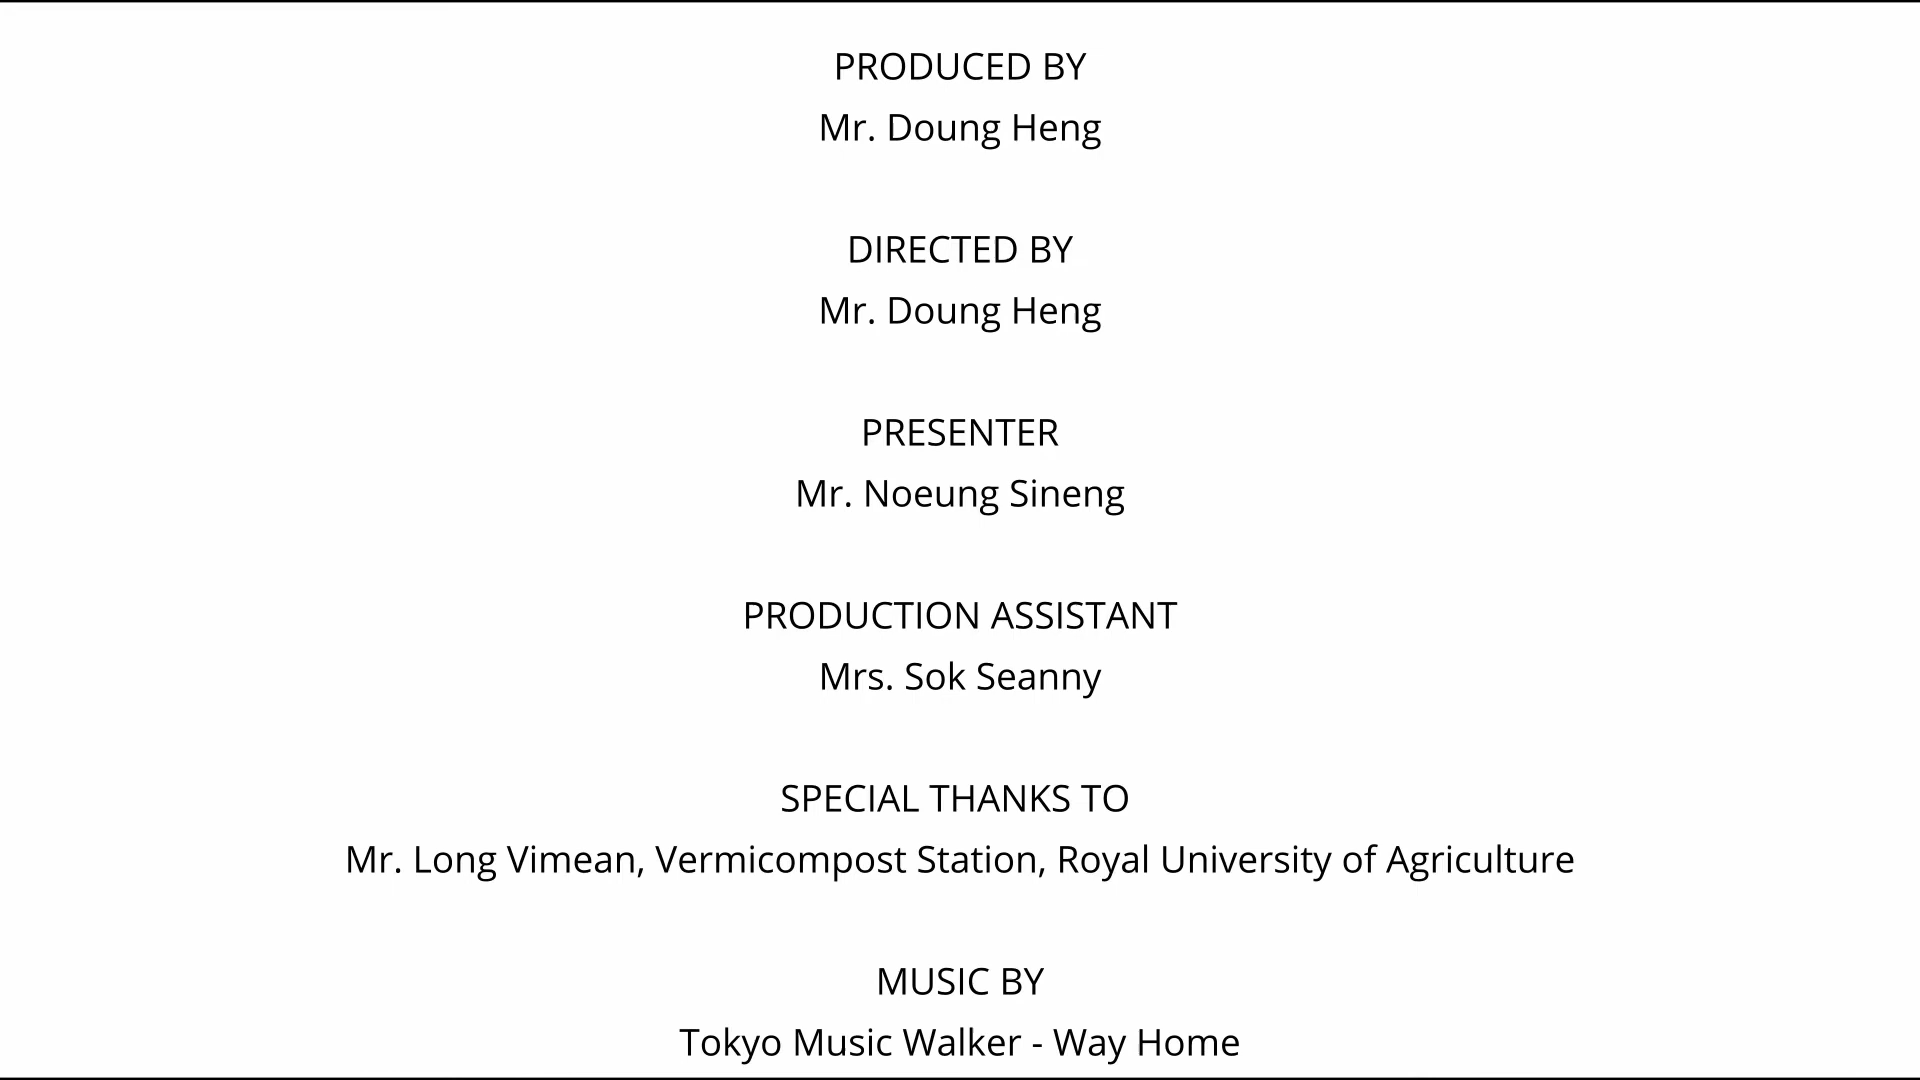 PRODUCED BY
Mr. Doung Heng
DIRECTED BY
Mr. Doung Heng
PRESENTER
Mr. Noeung Sineng
PRODUCTION ASSISTANT
Mrs. Sok Seanny
SPECIAL THANKS TO
Mr. Long Vimean, Vermicompost Station, Royal University of Agriculture
MUSIC BY
Tokyo Music Walker - Way Home